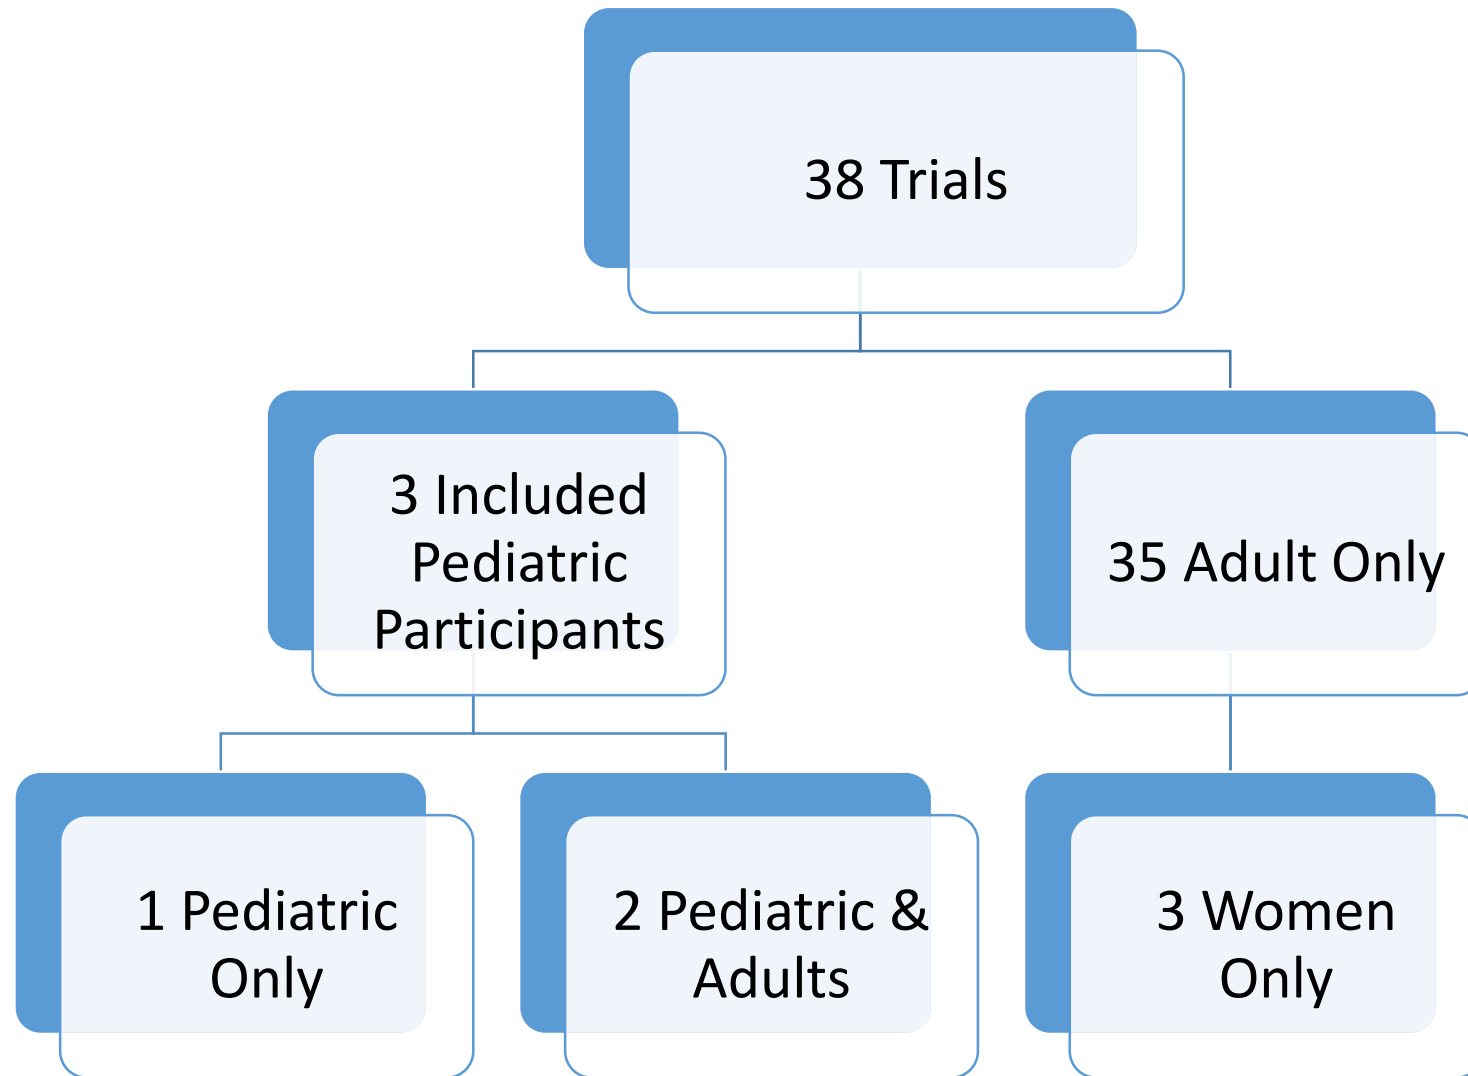 38 Trials
3 Included
Pediatric
Participants
35 Adult Only
1 Pediatric
Only
2 Pediatric &
Adults
3 Women
Only